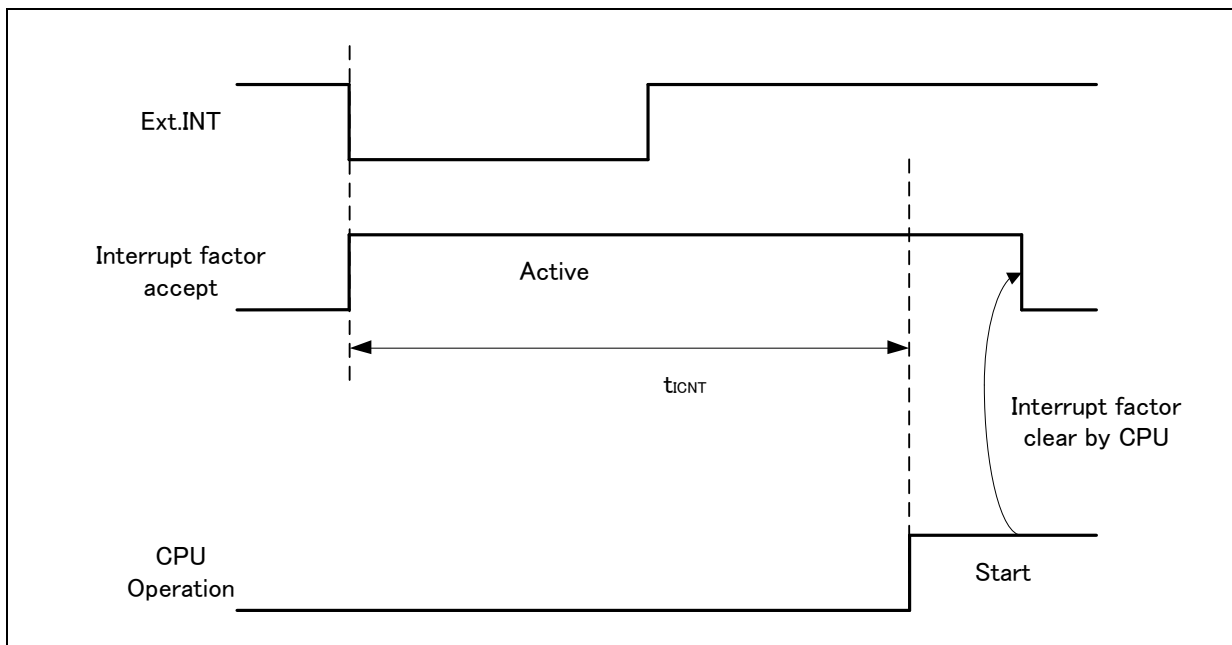 Ext.INT
Interrupt factor
accept
Active
tICNT
Interrupt factor
clear by CPU
CPU
Operation
Start